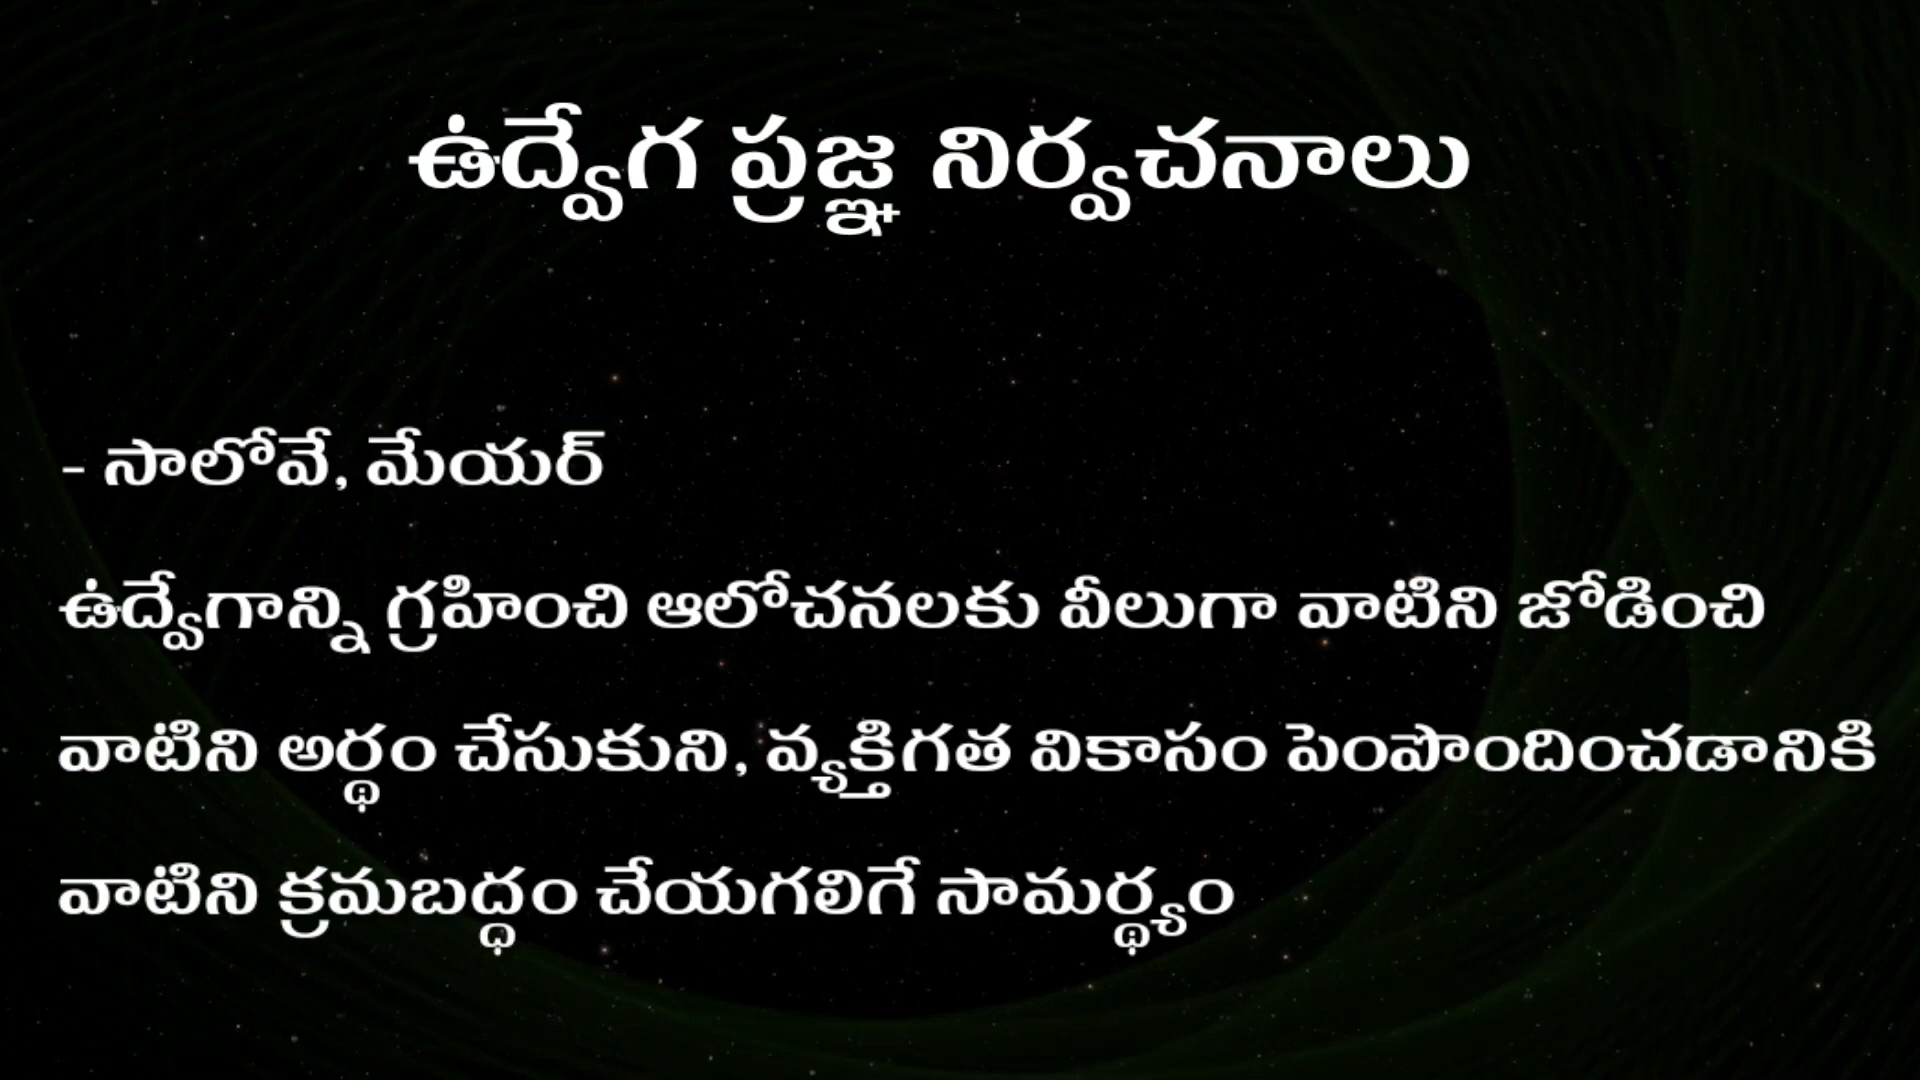 ఉద్వేగ ప్రజ్ఞ నిర్వచనాలు
- సాలోవే, మేయర్
ఉద్వేగాన్ని గ్రహించి ఆలోచనలకు వీలుగా వాటిని జోడించి
వాటిని అర్థం చేసుకుని, వ్యక్తిగత వికాసం పెంపొందించడానికి
వాటిని క్రమబద్ధం చేయగలిగే సామర్థ్యం